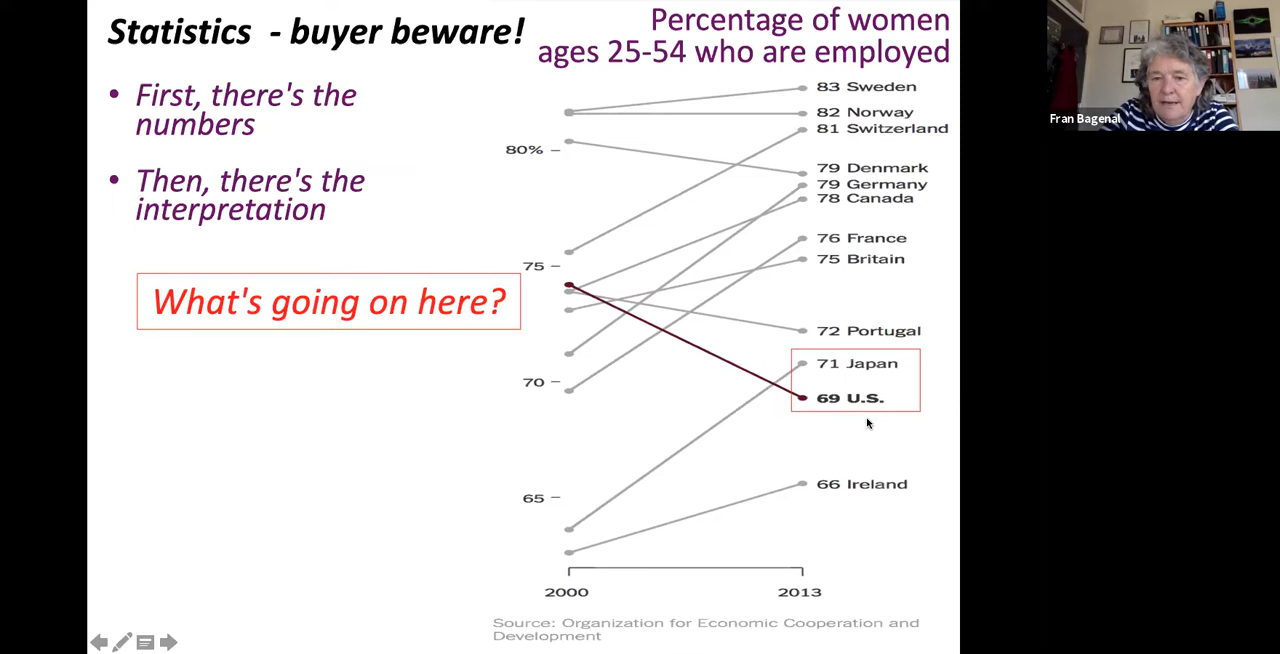 Statistics - buyer beware!
• First, there's the
numbers
• Then, there's the
interpretation
What's going on here?
Percentage of women
ages 25-54 who are employed
83 Sweden
82 Norway
81 Switzerland
80%
79 Denmark
79 Germany
78 Canada
76 France
75 Britain
75
72 Portugal
71 Japan
70
69 U.S.
65
66 Ireland
2000 2013
Source: Organization for Economic Cooperation and
Development
Fran Bagenal